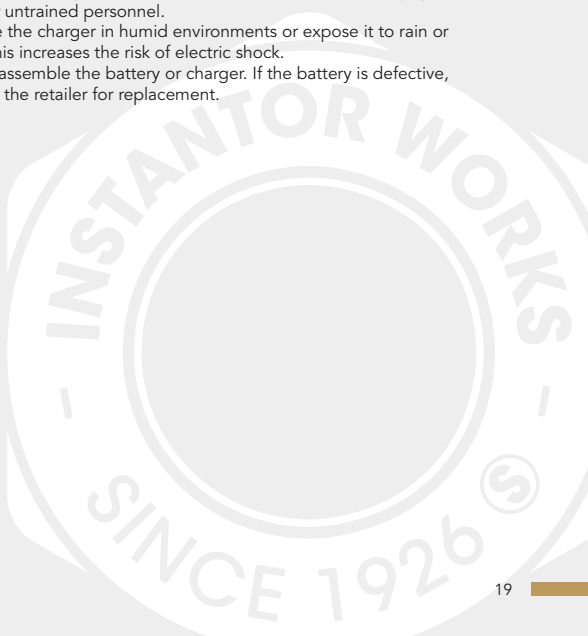 untrained personnel.
the charger in humid environments or expose it to rain or
his increases the risk of electric shock.
assemble the battery or charger. If the battery is defective,
the retailer for replacement.
INSTANTOR WORKS
SINCE 1926 S
19